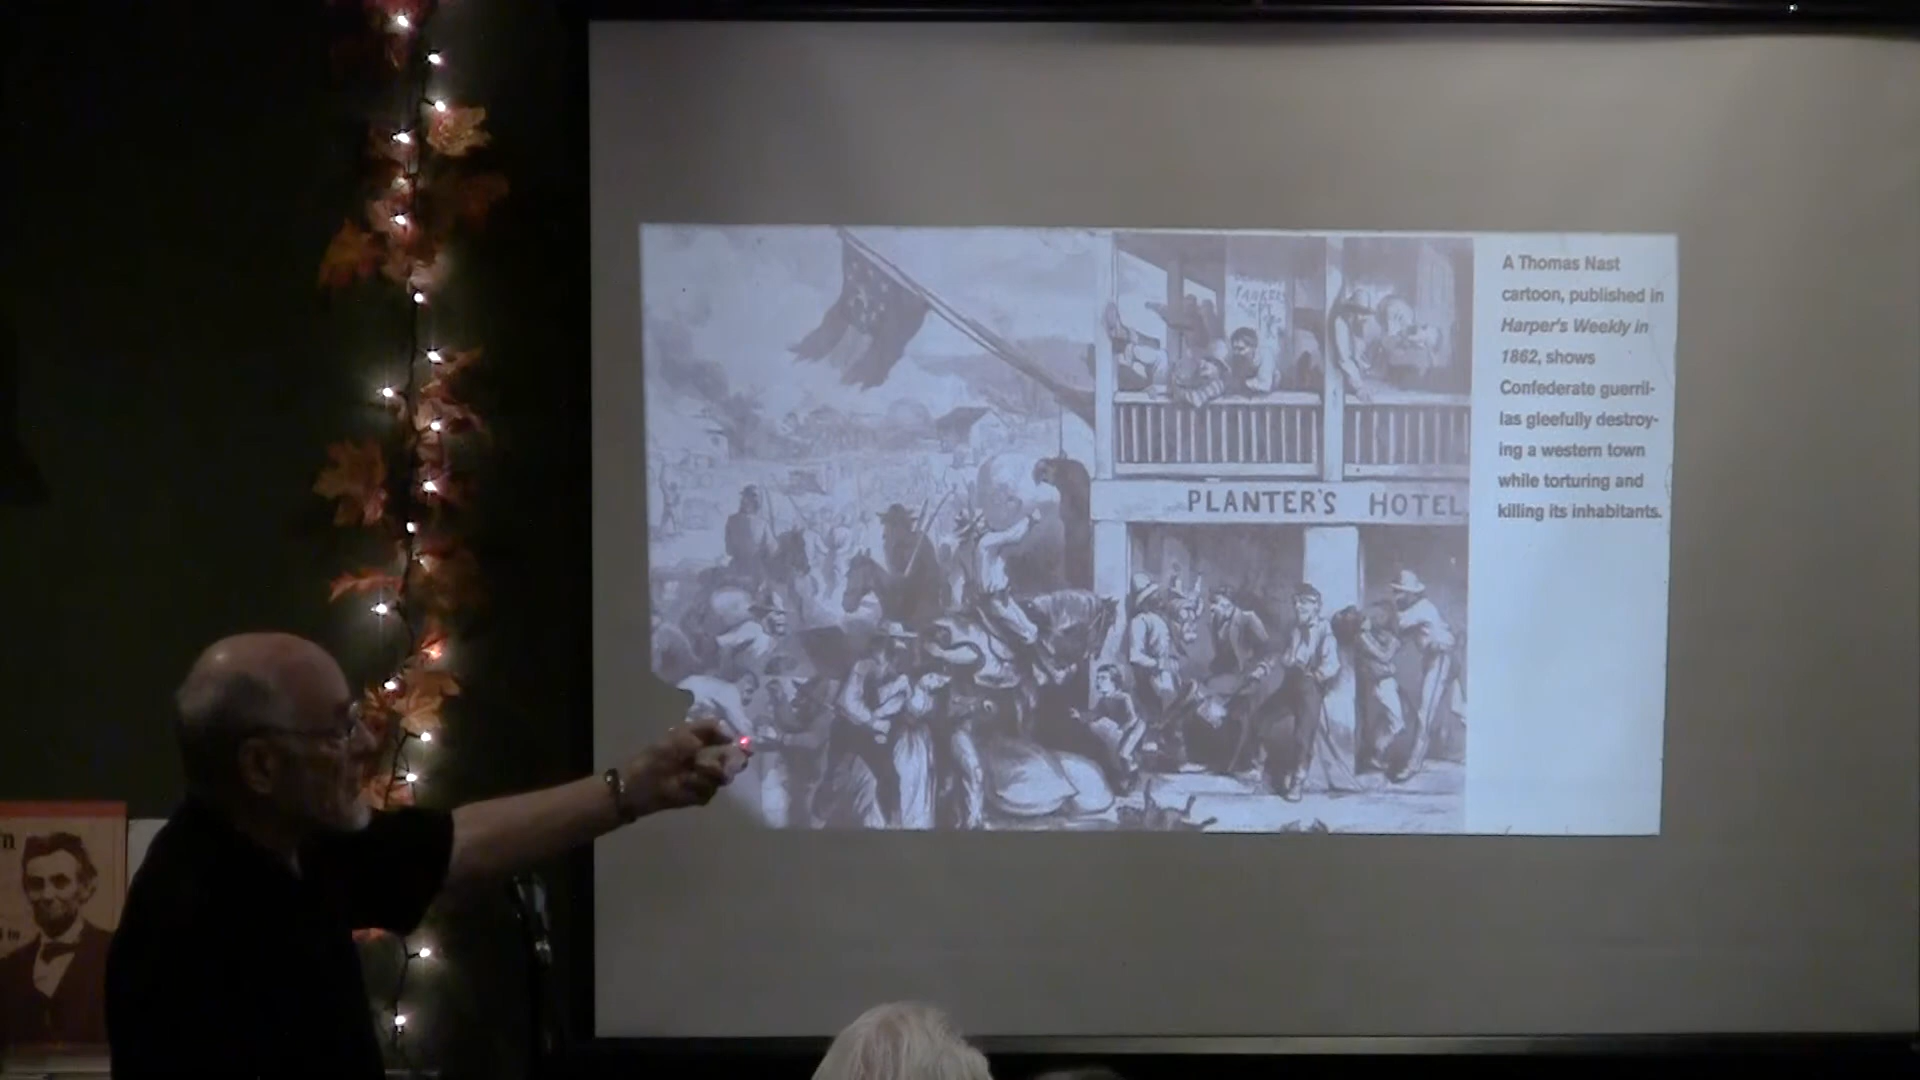 A Thomas Nast
cartoon, published in
Harper's Weekly in
1862, shows
Confederate guerril-
las gleefully destroy-
ing a western town
while torturing and
killing its inhabitants.
PLANTER'S HOTEL